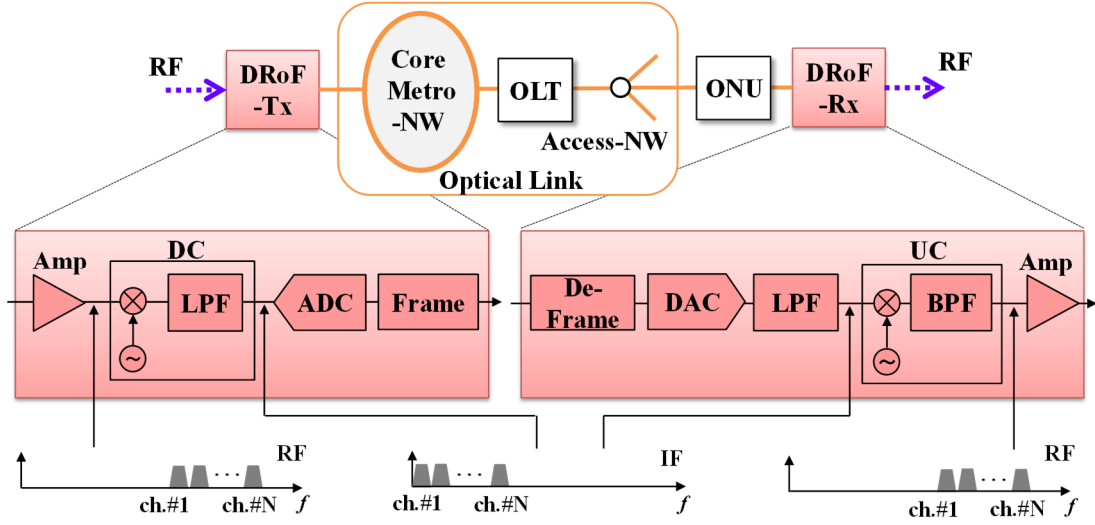 RF
DRoF
-Tx
Core
Metro
-NW
OLT
Access-NW
Optical Link
ONU
DRoF
-Rx
RF
Amp
DC
LPF
ADC
Frame
De-
Frame
DAC
LPF
UC
BPF
Amp
~
~
RF
ch.#1
···
ch.#N
f
IF
ch.#1
···
ch.#N
f
RF
ch.#1
···
ch.#N
f